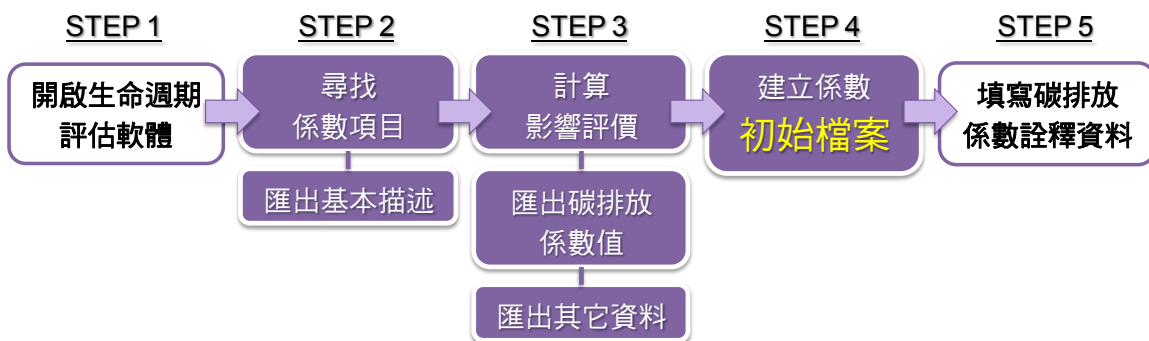 STEP 1
開啟生命週期
評估軟體
STEP 2
尋找
係數項目
匯出基本描述
STEP 3
計算
影響評價
匯出碳排放
係數值
匯出其它資料
STEP 4
建立係數
初始檔案
STEP 5
填寫碳排放
係數詮釋資料